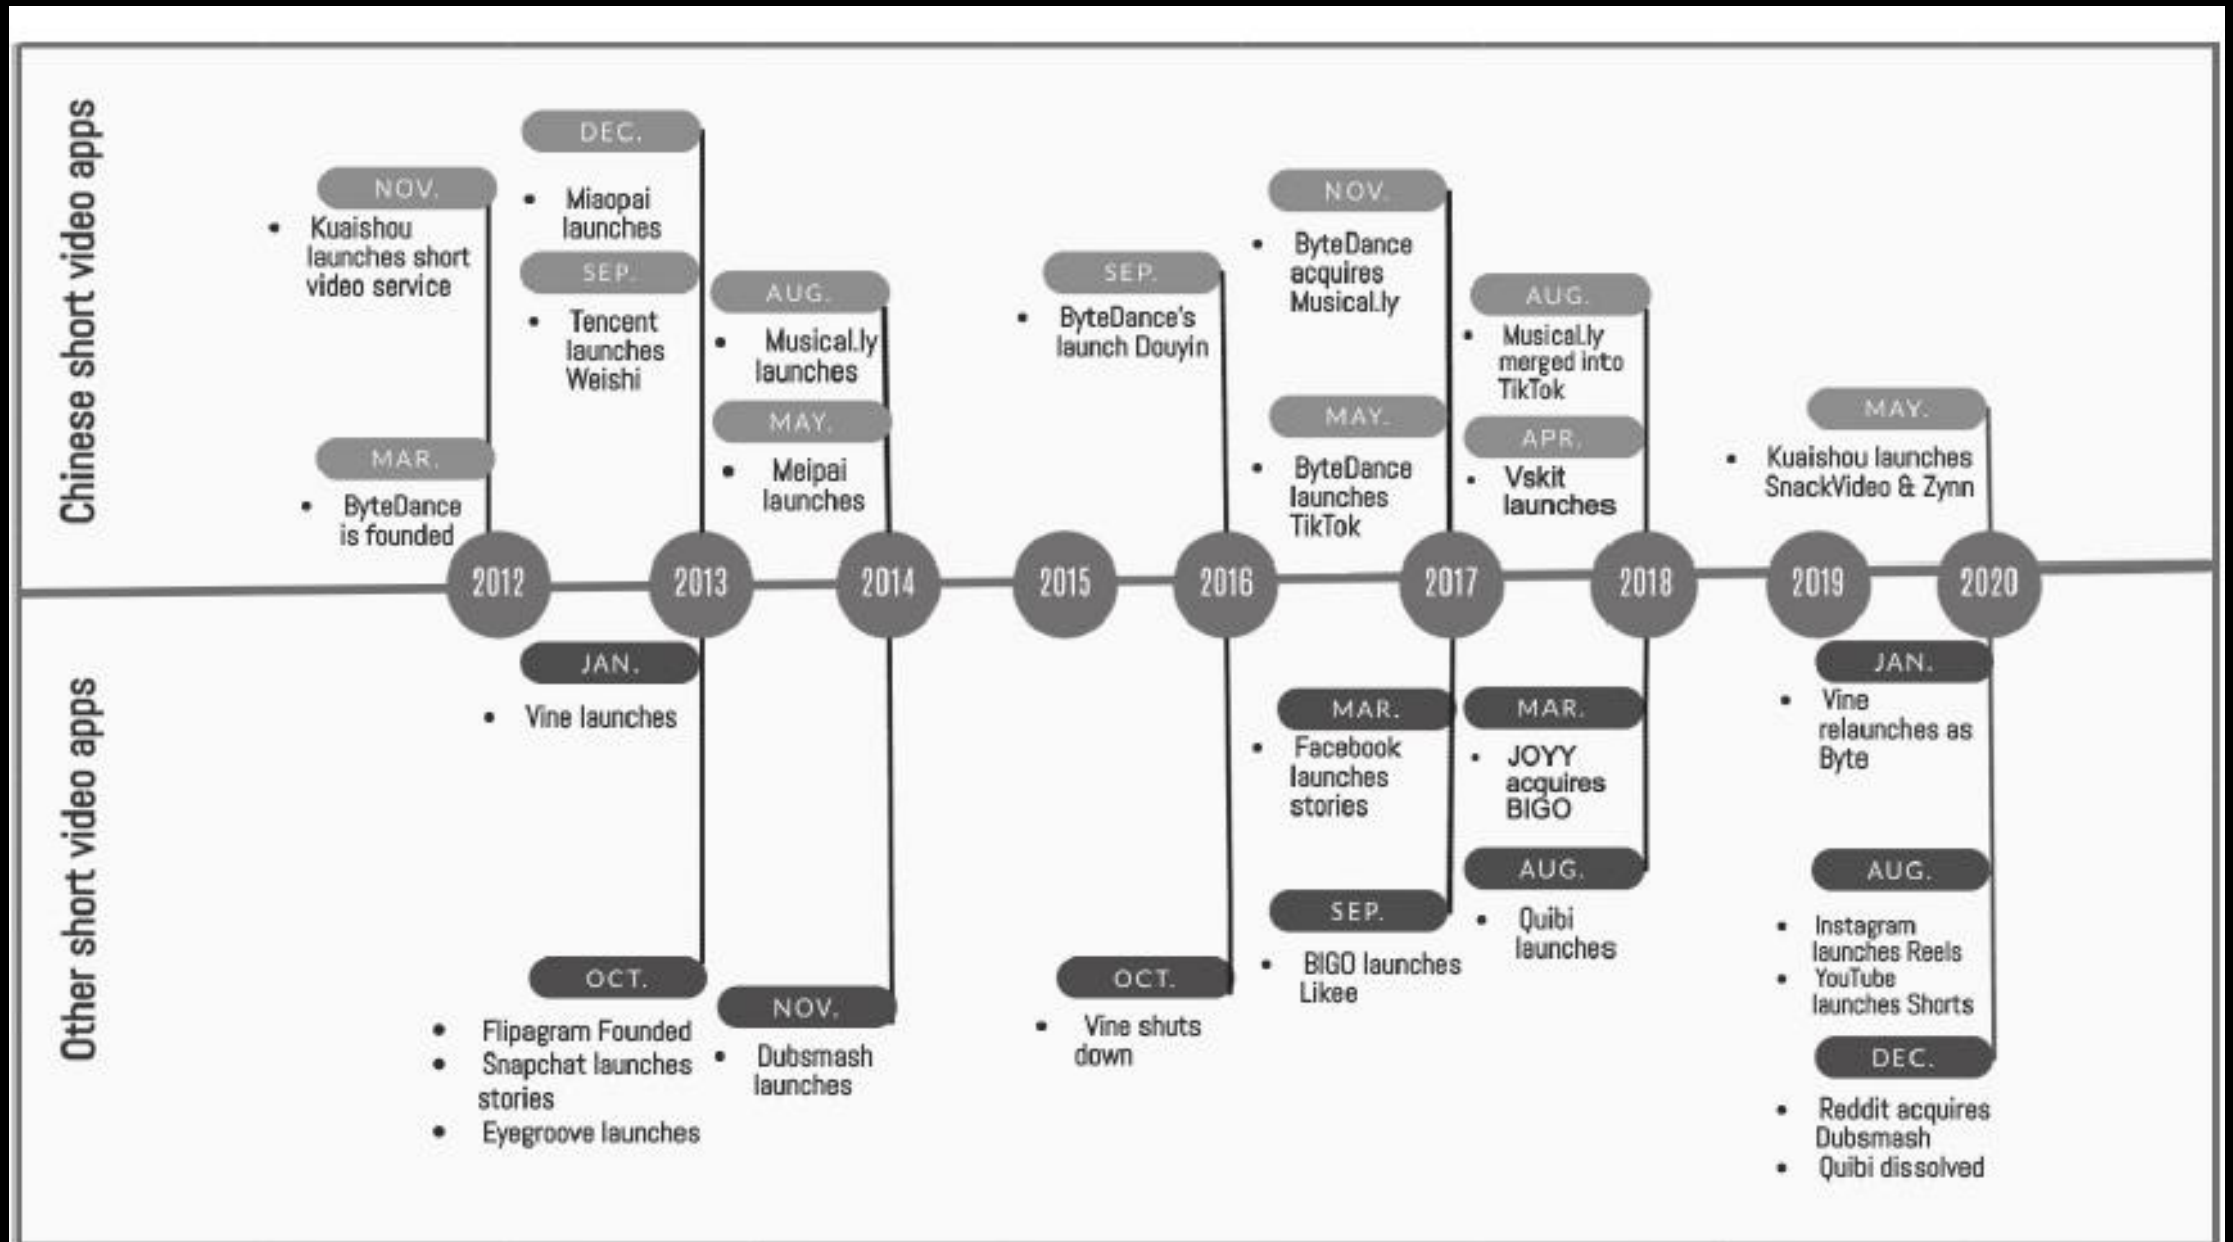 Chinese short video apps
NOV.
Kuaishou
launches short
video service
MAR.
ByteDance
is founded
DEC.
Miaopai
launches
SEP.
Tencent
launches
Weishi
AUG.
Musical.ly
launches
MAY.
Meipai
launches
SEP.
ByteDance's
launch Douyin
NOV.
ByteDance
acquires
Musical.ly
MAY.
ByteDance
launches
TikTok
AUG.
Musical.ly
merged into
TikTok
APR.
Vskit
launches
MAY.
Kuaishou launches
SnackVideo & Zynn
2012
2013
2014
2015
2016
2017
2018
2019
2020
Other short video apps
JAN.
Vine launches
OCT.
Flipagram Founded
Snapchat launches
stories
Eyegroove launches
NOV.
Dubsmash
launches
OCT.
Vine shuts
down
MAR.
Facebook
launches
stories
SEP.
BIGO launches
Likee
MAR.
JOYY
acquires
BIGO
AUG.
Quibi
launches
JAN.
Vine
relaunches as
Byte
AUG.
Instagram
launches Reels
YouTube
launches Shorts
DEC.
Reddit acquires
Dubsmash
Quibi dissolved